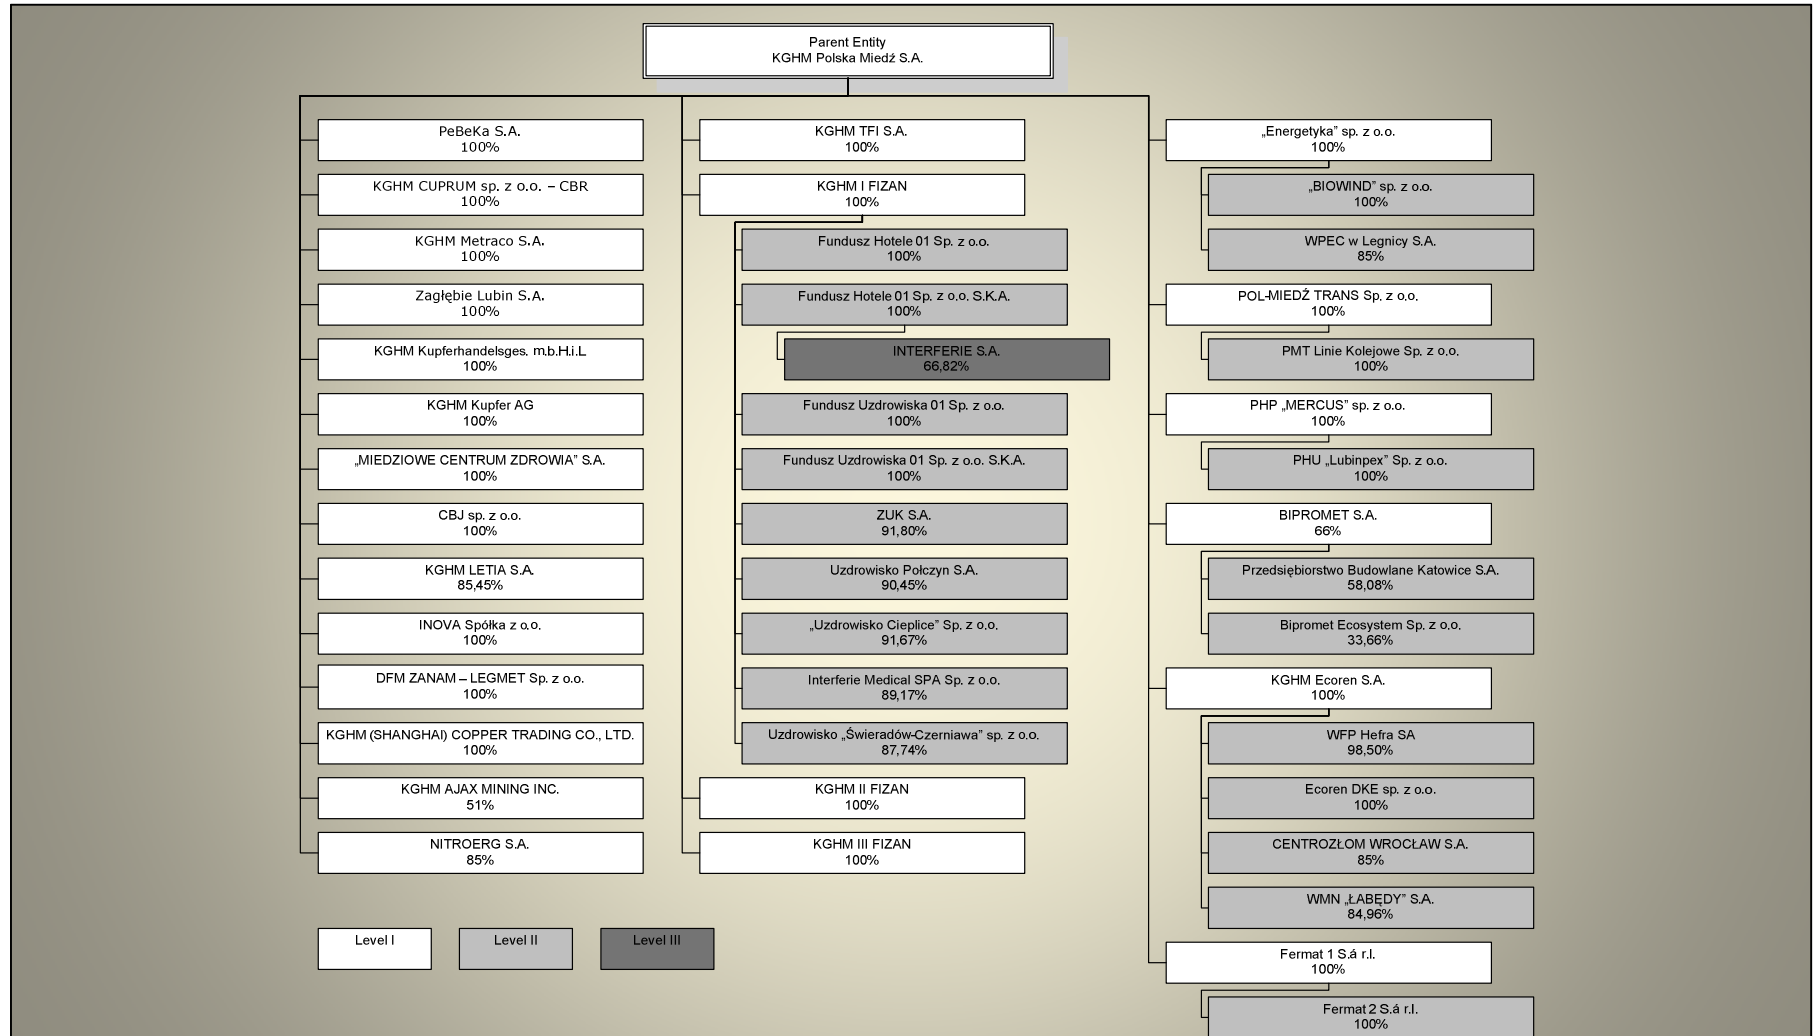 Parent Entity
KGHM Polska Miedź S.A.
PeBeKa S.A.
100%
KGHM CUPRUM sp. z o.o. – CBR
100%
KGHM Metraco S.A.
100%
Zagłębie Lubin S.A.
100%
KGHM Kupferhandelsges. m.b.H.i.L
100%
KGHM Kupfer AG
100%
„MIEDZIOWE CENTRUM ZDROWIA” S.A.
100%
CBJ sp. z o.o.
100%
KGHM LETIA S.A.
85,45%
INOVA Spółka z o.o.
100%
DFM ZANAM – LEGMET Sp. z o.o.
100%
KGHM (SHANGHAI) COPPER TRADING CO., LTD.
100%
KGHM AJAX MINING INC.
51%
NITROERG S.A.
85%
KGHM TFI S.A.
100%
KGHM I FIZAN
100%
Fundusz Hotele 01 Sp. z o.o.
100%
Fundusz Hotele 01 Sp. z o.o. S.K.A.
100%
INTERFERIE S.A.
66,82%
Fundusz Uzdrowiska 01 Sp. z o.o.
100%
Fundusz Uzdrowiska 01 Sp. z o.o. S.K.A.
100%
ZUK S.A.
91,80%
Uzdrowisko Połczyn S.A.
90,45%
„Uzdrowisko Cieplice” Sp. z o.o.
91,67%
Interferie Medical SPA Sp. z o.o.
89,17%
Uzdrowisko „Świeradów-Czerniawa” sp. z o.o.
87,74%
KGHM II FIZAN
100%
KGHM III FIZAN
100%
„Energetyka” sp. z o.o.
100%
„BIOWIND” sp. z o.o.
100%
WPEC w Legnicy S.A.
85%
POL-MIEDŹ TRANS Sp. z o.o.
100%
PMT Linie Kolejowe Sp. z o.o.
100%
PHP „MERCUS” sp. z o.o.
100%
PHU „Lubinpex” Sp. z o.o.
100%
BIPROMET S.A.
66%
Przedsiębiorstwo Budowlane Katowice S.A.
58,08%
Bipromet Ecosystem Sp. z o.o.
33,66%
KGHM Ecoren S.A.
100%
WFP Hefra SA
98,50%
Ecoren DKE sp. z o.o.
100%
CENTROZŁOM WROCŁAW S.A.
85%
WMN „ŁABĘDY” S.A.
84,96%
Fermat 1 S.á r.l.
100%
Fermat 2 S.á r.l.
100%
Level I
Level II
Level III